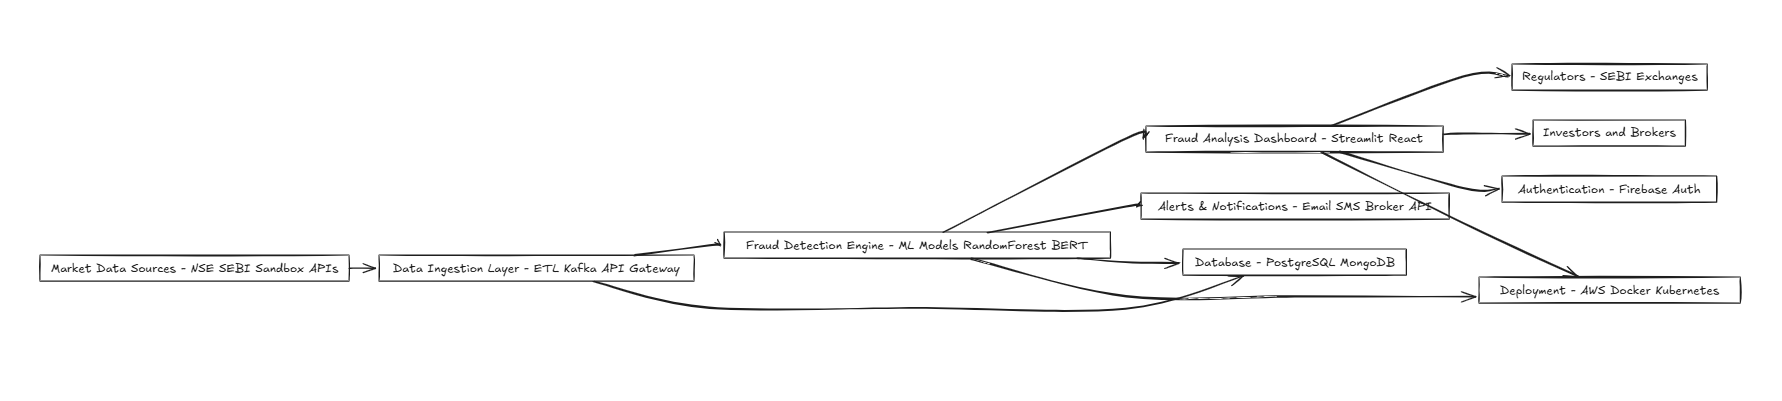 Market Data Sources - NSE SEBI Sandbox APIs
Data Ingestion Layer - ETL Kafka API Gateway
Fraud Detection Engine - ML Models RandomForest BERT
Fraud Analysis Dashboard - Streamlit React
Alerts & Notifications - Email SMS Broker API
Database - PostgreSQL MongoDB
Regulators - SEBI Exchanges
Investors and Brokers
Authentication - Firebase Auth
Deployment - AWS Docker Kubernetes